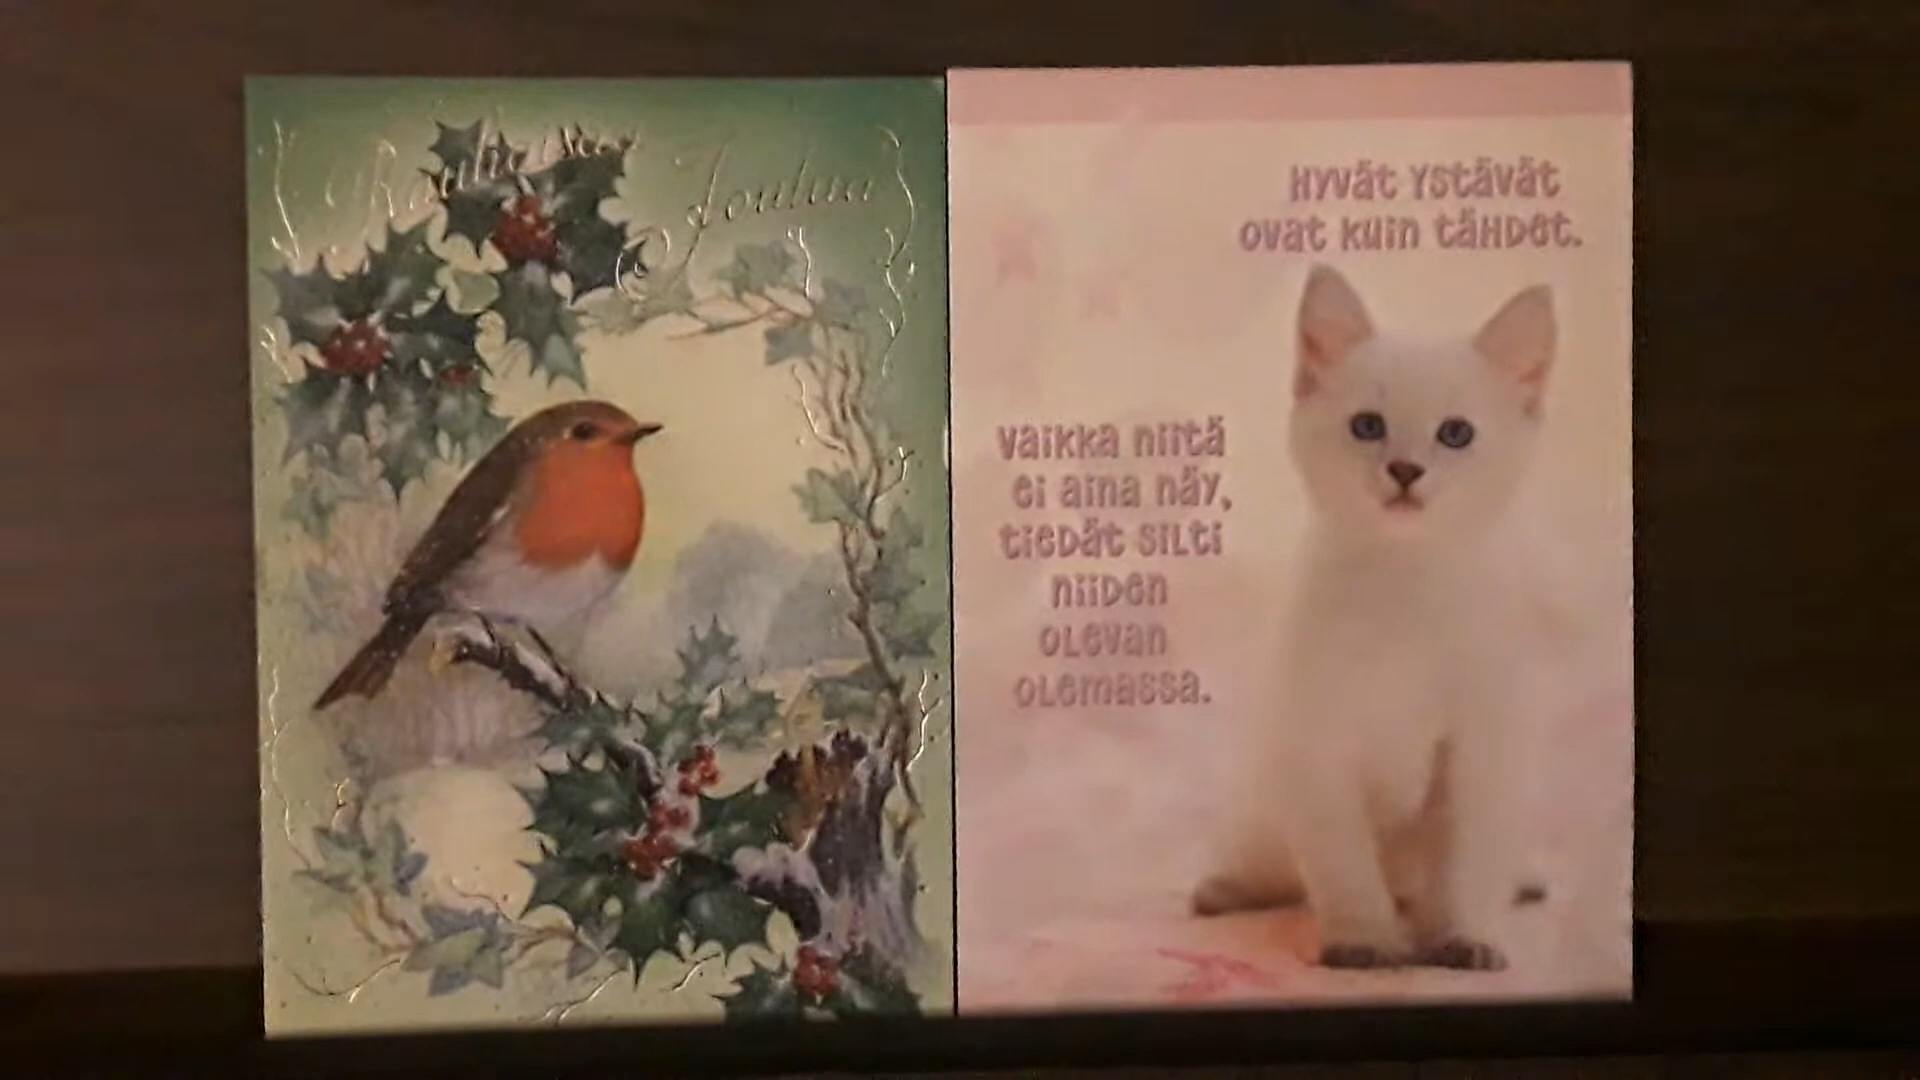 Rauhaisaa Joulua
Hyvät ystävät
ovat kuin tähdet.
Vaikka niitä
ei aina näy,
tiedät silti
niiden
olevan
olemassa.